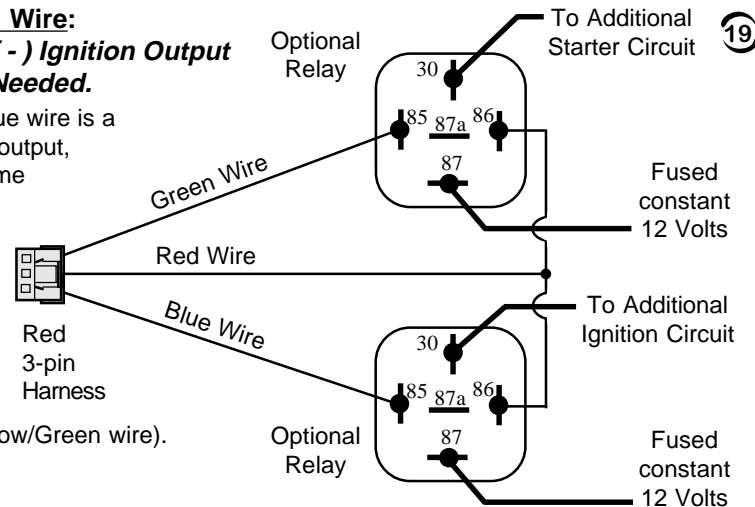 Wire:
( - ) Ignition Output
Needed.
ue wire is a
output,
me
Optional
Relay
To Additional
Starter Circuit
19
30
85
87a
86
87
Green Wire
Fused
constant
12 Volts
Red Wire
Blue Wire
Red
3-pin
Harness
To Additional
Ignition Circuit
30
85
87a
86
87
ow/Green wire).
Optional
Relay
Fused
constant
12 Volts